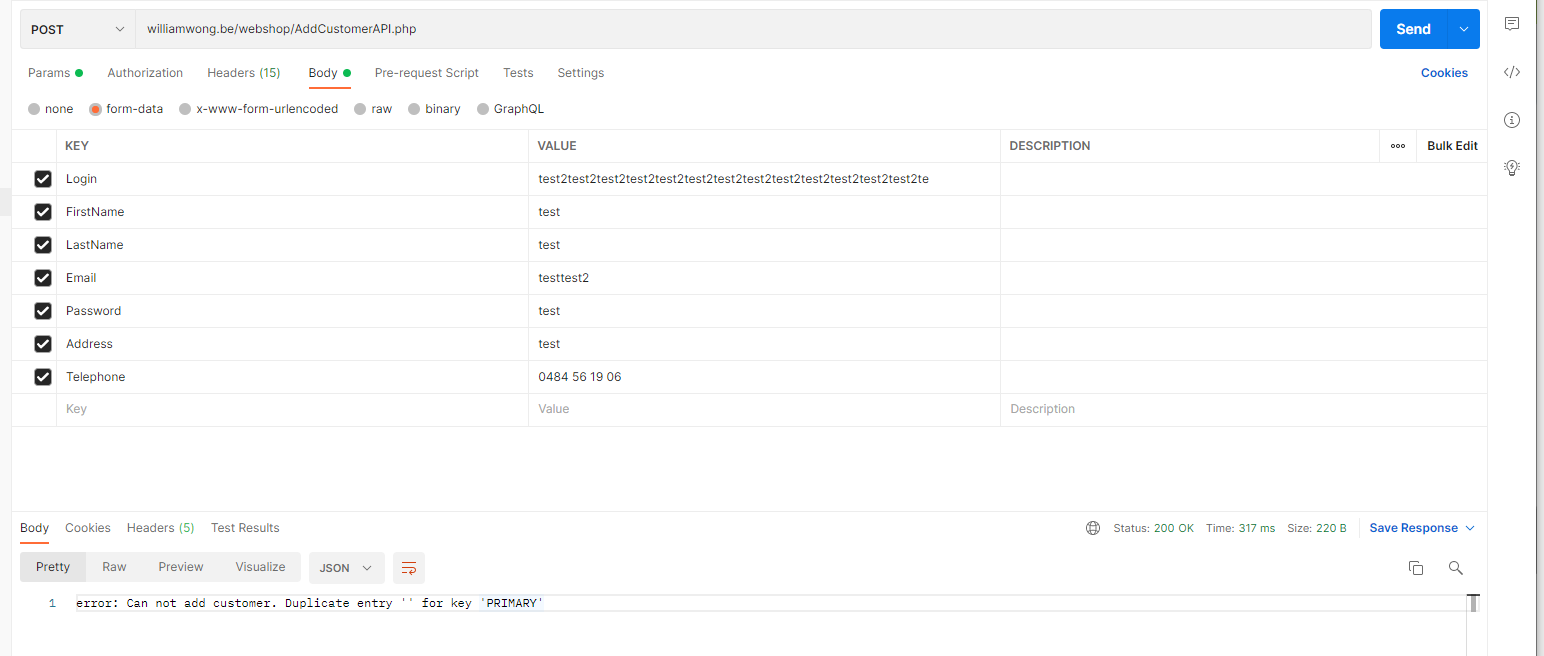 POST williamwong.be/webshop/AddCustomerAPI.php Send
Params Authorization Headers (15) Body Pre-request Script Tests Settings Cookies
none form-data x-www-form-urlencoded raw binary GraphQL
KEY VALUE DESCRIPTION Bulk Edit
Login test2test2test2test2test2test2test2test2test2test2test2test2test2te
FirstName test
LastName test
Email testtest2
Password test
Address test
Telephone 0484 56 19 06
Key Value Description
Body Cookies Headers (5) Test Results Status: 200 OK Time: 317 ms Size: 220 B Save Response
Pretty Raw Preview Visualize JSON
1 error: Can not add customer. Duplicate entry '' for key 'PRIMARY'